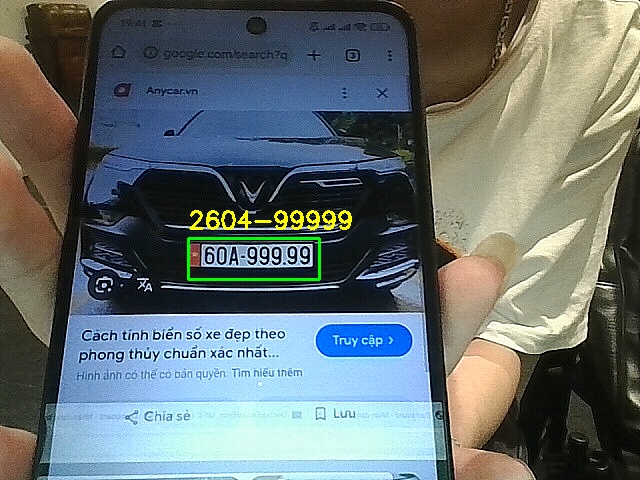 19:41
google.com/search?q
3
Anycar.vn
2604-99999
60A-999.99
Cách tính biển số xe đẹp theo
phong thủy chuẩn xác nhất...
Truy cập
Hình ảnh có thể có bản quyền. Tìm hiểu thêm
Chia sẻ
Lưu